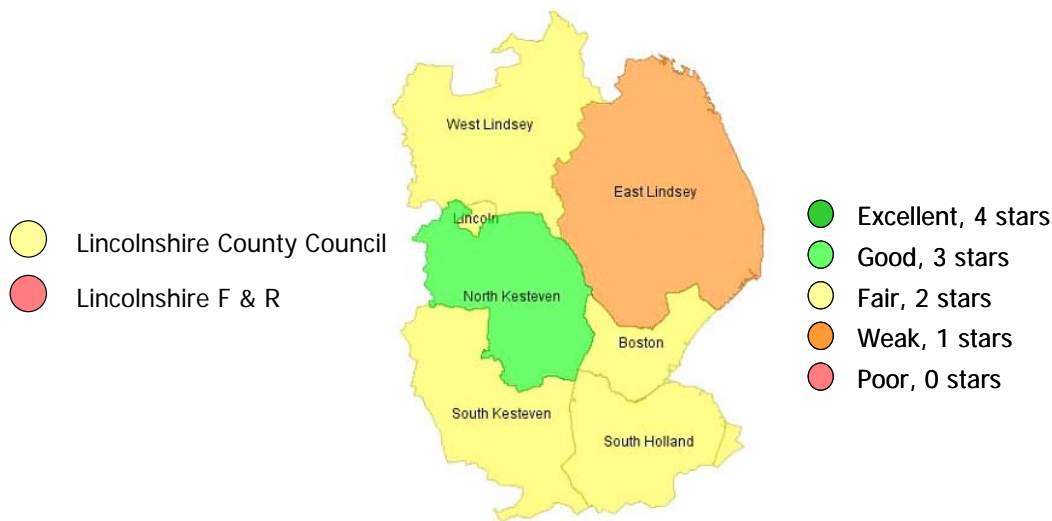 Lincolnshire County Council
Lincolnshire F & R
West Lindsey
East Lindsey
Lincoln
North Kesteven
Boston
South Kesteven
South Holland
Excellent, 4 stars
Good, 3 stars
Fair, 2 stars
Weak, 1 stars
Poor, 0 stars